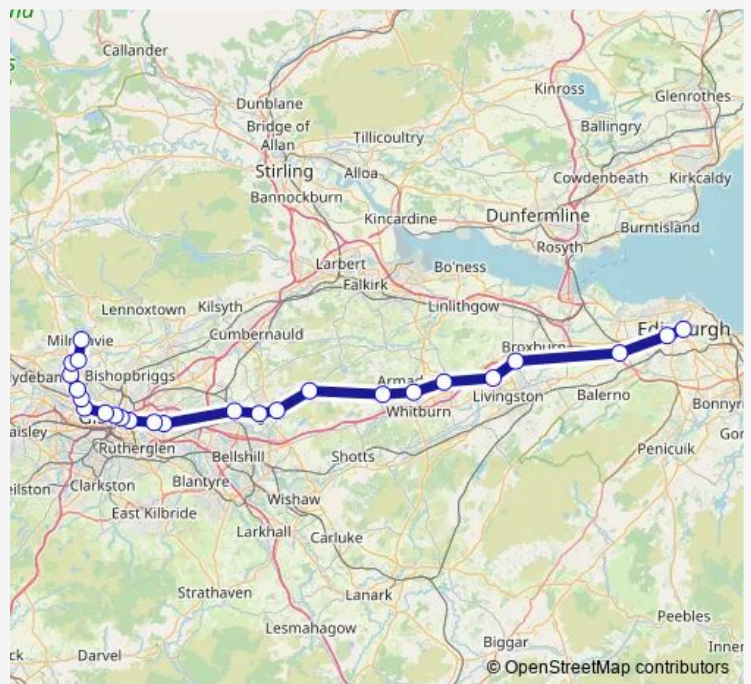 Callander
Dunblane
Bridge of
Allan
Stirling
Bannockburn
Tillicoultry
Alloa
Kincardine
Kinross
Glenrothes
Ballingry
Cowdenbeath
Kirkcaldy
Dunfermline
Burntisland
Rosyth
Larbert
Falkirk
Bo'ness
Linlithgow
Lennoxtown
Kilsyth
Cumbernauld
Bishopbriggs
Broxburn
Livingston
Whitburn
Balerno
Penicuik
Rutherglen
Bellshill
Shotts
Clarkston
Blantyre
Wishaw
East Kilbride
Larkhall
Carluke
Strathaven
Lanark
Lesmahagow
Peebles
Biggar
Darvel
© OpenStreetMap contributors